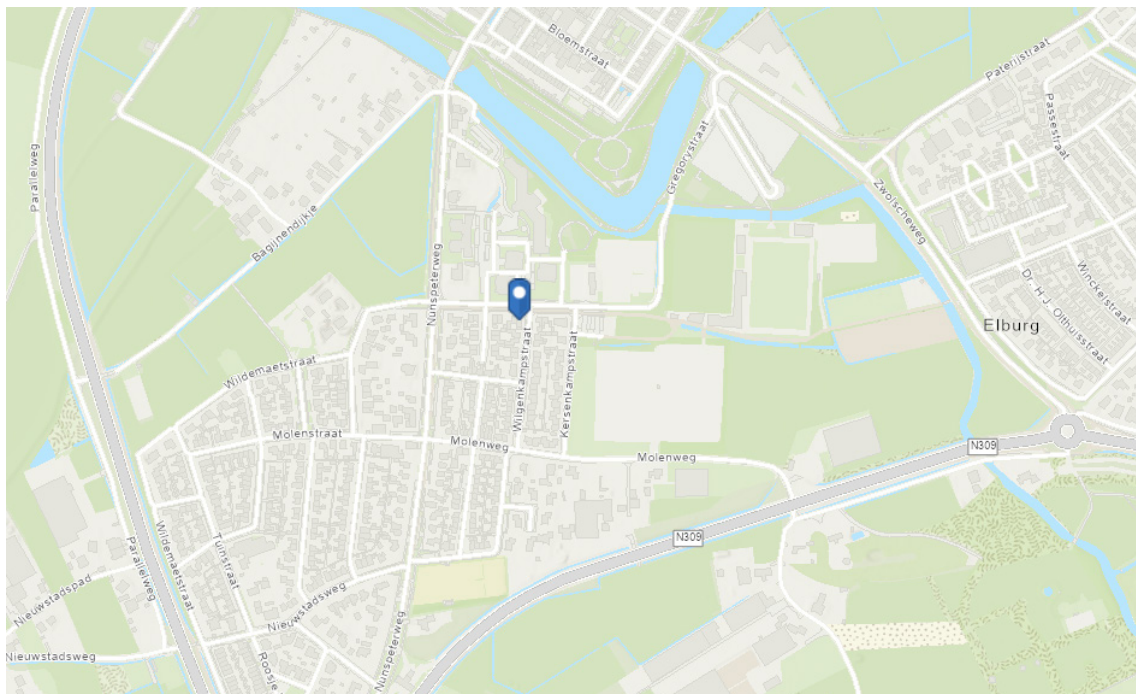 Bloemstraat
Paterijstraat
Passestraat
Parallelweg
Gregorystraat
Zwolscheweg
Bagijnendijkje
Nunspeterweg
Winckelstraat
Dr. H. J. Olthuisstraat
Elburg
Wildemaetstraat
Wilgenkampstraat
Kersenkampstraat
Molenstraat
Molenweg
Molenweg
N309
N309
Wildemaetstraat
Tuinstraat
Parallelweg
Nieuwstadspad
Nieuwstadsweg
Nunspeterweg
Nieuwstadsweg
Roosje